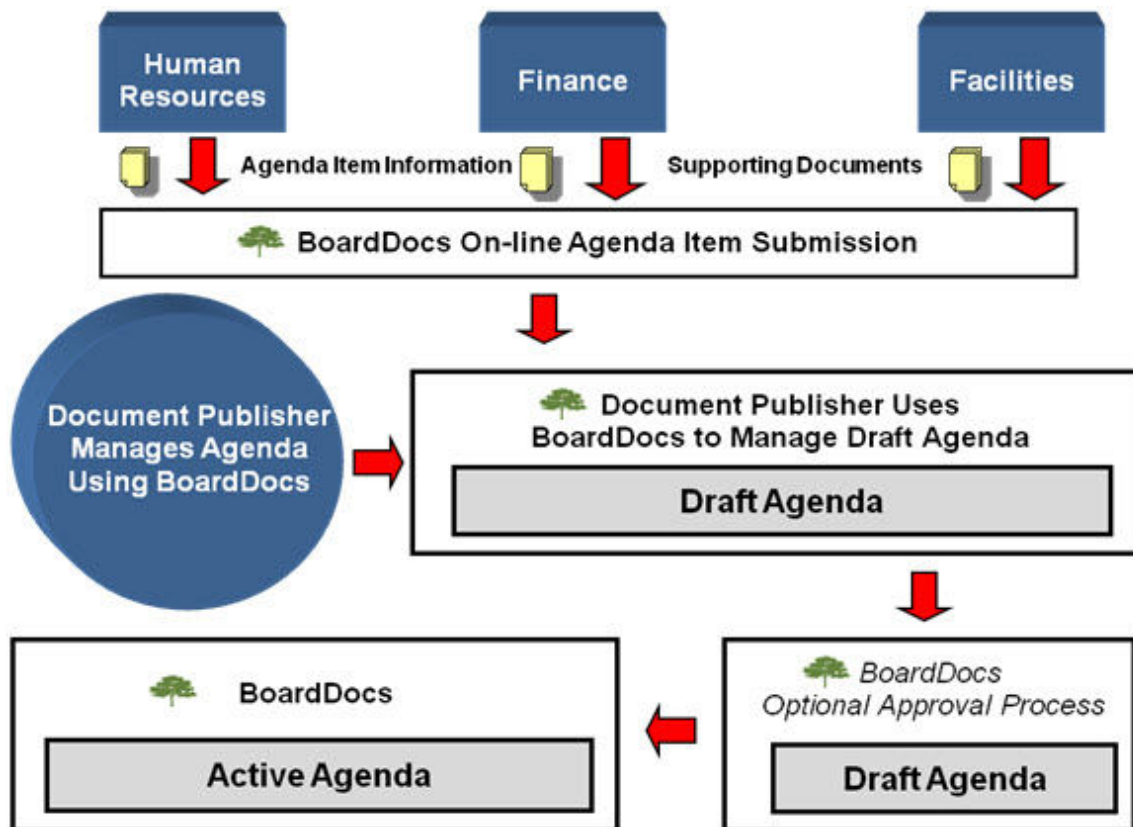 Human
Resources
Finance
Facilities
Agenda Item Information
Supporting Documents
BoardDocs On-line Agenda Item Submission
Document Publisher
Manages Agenda
Using BoardDocs
Document Publisher Uses
BoardDocs to Manage Draft Agenda
Draft Agenda
BoardDocs
Active Agenda
BoardDocs
Optional Approval Process
Draft Agenda